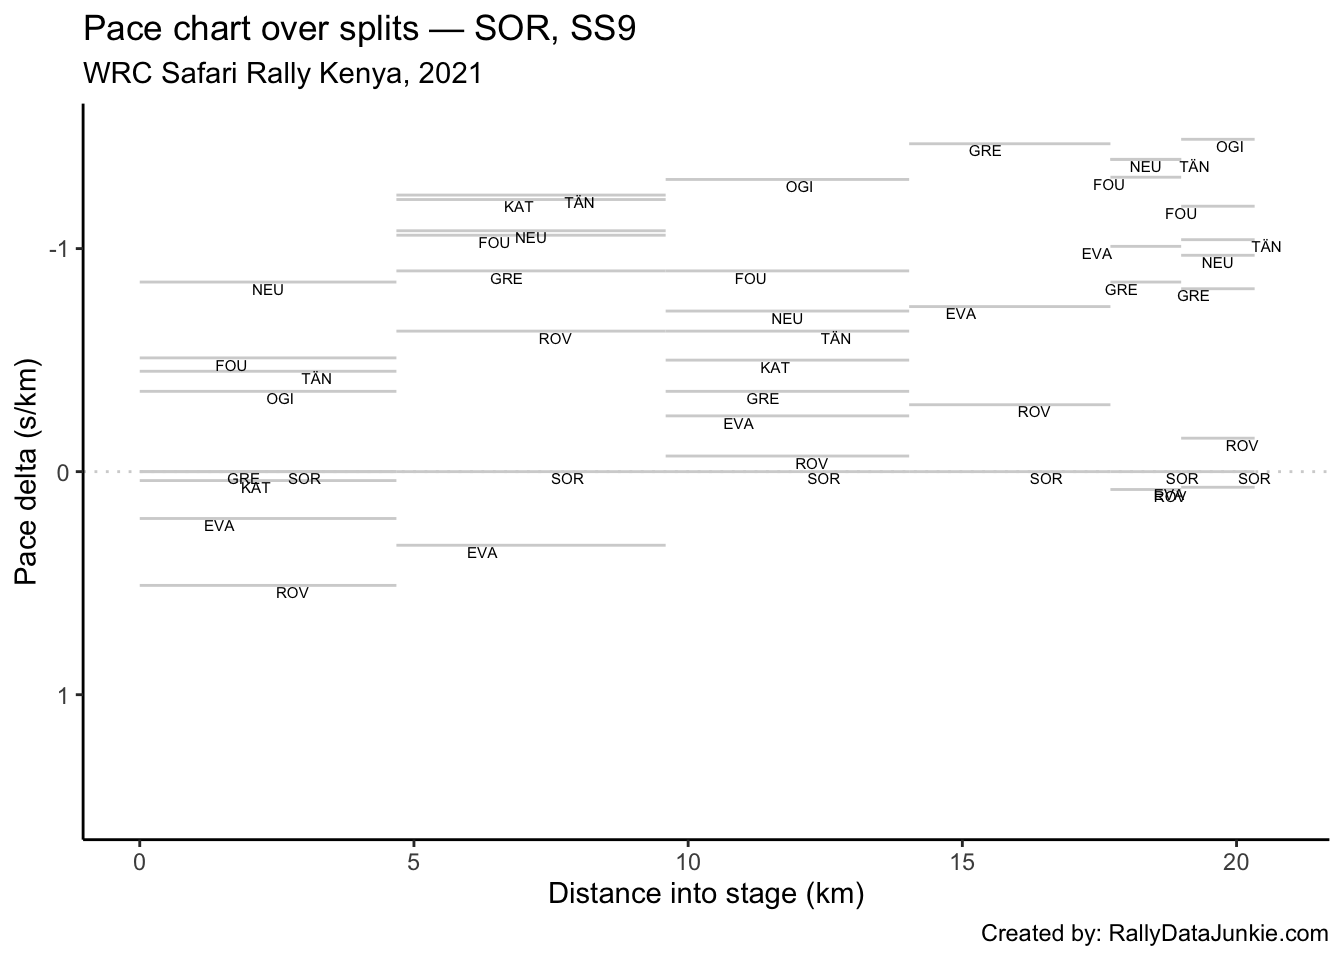 Pace chart over splits — SOR, SS9
WRC Safari Rally Kenya, 2021
Pace delta (s/km)
-1
0
1
NEU
FOU
TÄN
OGI
GRE
SOR
KAT
EVA
ROV
KAT
TÄN
FOU
NEU
GRE
ROV
SOR
EVA
OGI
FOU
NEU
TÄN
KAT
GRE
EVA
ROV
SOR
GRE
EVA
ROV
SOR
NEU
FOU
EVA
GRE
SOR
EVA
ROV
TÄN
OGI
FOU
TÄN
NEU
GRE
ROV
SOR
0
5
10
15
20
Distance into stage (km)
Created by: RallyDataJunkie.com